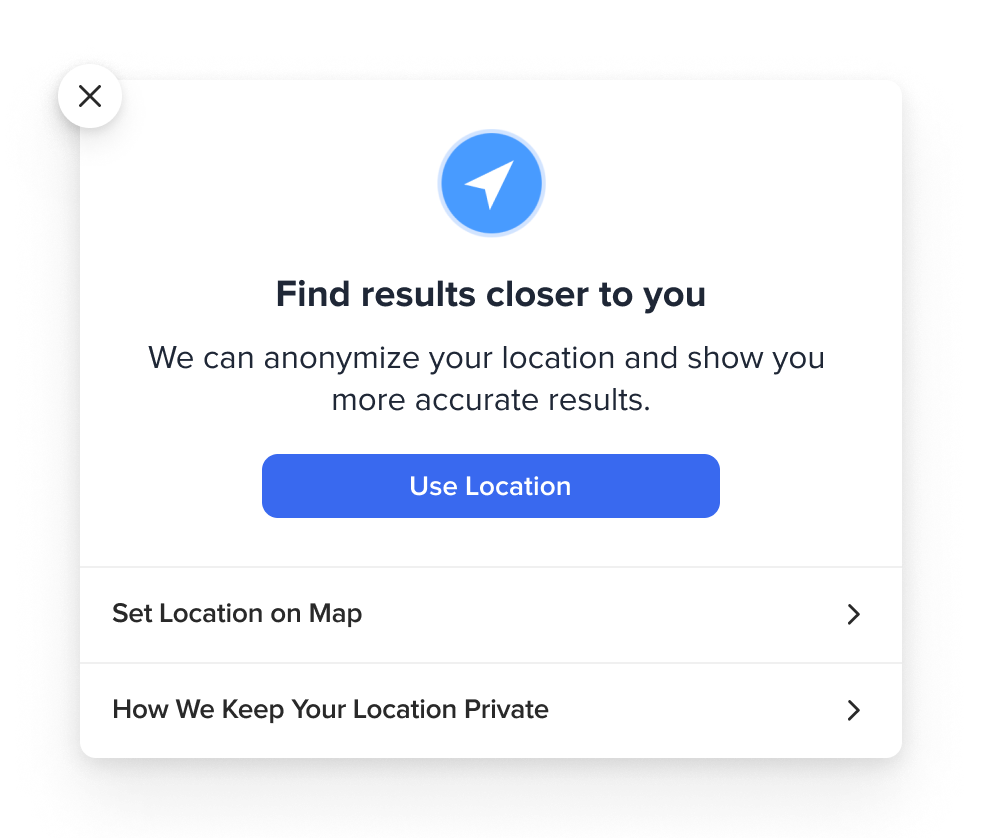 Find results closer to you
We can anonymize your location and show you
more accurate results.
Use Location
Set Location on Map
How We Keep Your Location Private